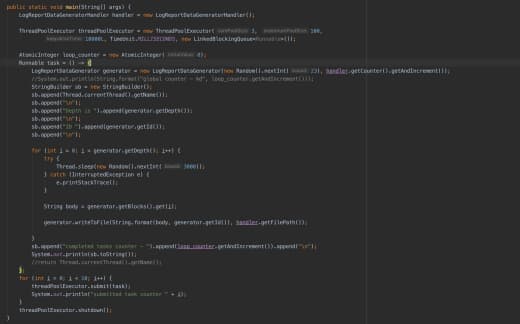 public static void main(String[] args) {
LogReportDataGeneratorHandler handler = new LogReportDataGeneratorHandler();
ThreadPoolExecutor threadPoolExecutor = new ThreadPoolExecutor( corePoolSize: 1, maximumPoolSize: 100,
keepAliveTime: 10000L, TimeUnit.MILLISECONDS, new LinkedBlockingQueue<Runnable>());
AtomicInteger loop_counter = new AtomicInteger( initialValue: 0);
Runnable task = () -> {
LogReportDataGenerator generator = new LogReportDataGenerator(new Random().nextInt( bound: 23), handler.getCounter().getAndIncrement());
//System.out.println(String.format("global counter - %d", loop_counter.getAndIncrement()));
StringBuilder sb = new StringBuilder();
sb.append(Thread.currentThread().getName());
sb.append("\n");
sb.append("Depth is ").append(generator.getDepth());
sb.append("\n");
sb.append("ID ").append(generator.getId());
sb.append("\n");
for (int i = 0; i < generator.getDepth(); i++) {
try {
Thread.sleep(new Random().nextInt( bound: 3000));
} catch (InterruptedException e) {
e.printStackTrace();
}
String body = generator.getBlocks().get(i);
generator.writeToFile(String.format(body, generator.getId()), handler.getFilePath());
}
sb.append("completed tasks counter - ").append(loop_counter.getAndIncrement()).append("\n");
System.out.println(sb.toString());
//return Thread.currentThread().getName();
};
for (int i = 0; i < 10; i++) {
threadPoolExecutor.submit(task);
System.out.println("submitted task counter " + i);
}
threadPoolExecutor.shutdown();
}